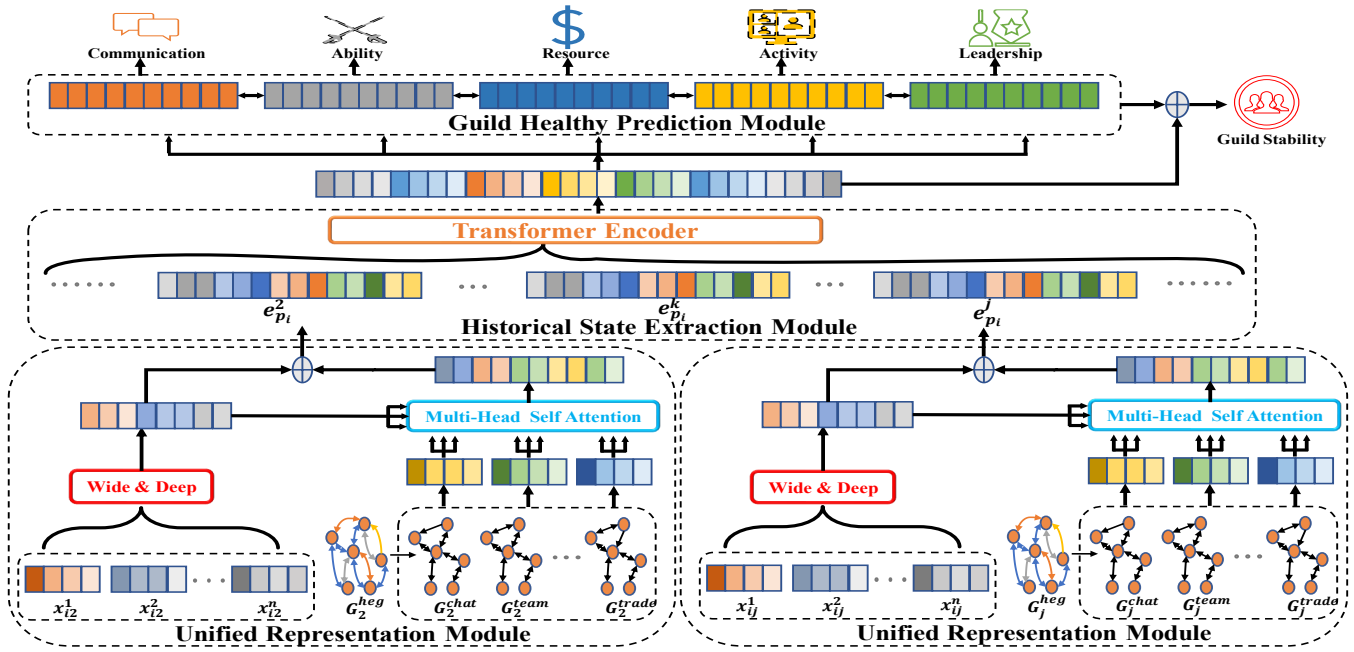 Communication Ability Resource Activity Leadership
Guild Healthy Prediction Module
Guild Stability
Transformer Encoder
...... ... ... ......
e_{p_i}^2 e_{p_i}^k e_{p_i}^j
Historical State Extraction Module
Multi-Head Self Attention
Wide & Deep
...
...
x_{i2}^1 x_{i2}^2 x_{i2}^n
G_2^{heg} G_2^{chat} G_2^{team} G_2^{trade}
Unified Representation Module
Multi-Head Self Attention
Wide & Deep
...
...
x_{ij}^1 x_{ij}^2 x_{ij}^n
G_j^{heg} G_j^{chat} G_j^{team} G_j^{trade}
Unified Representation Module